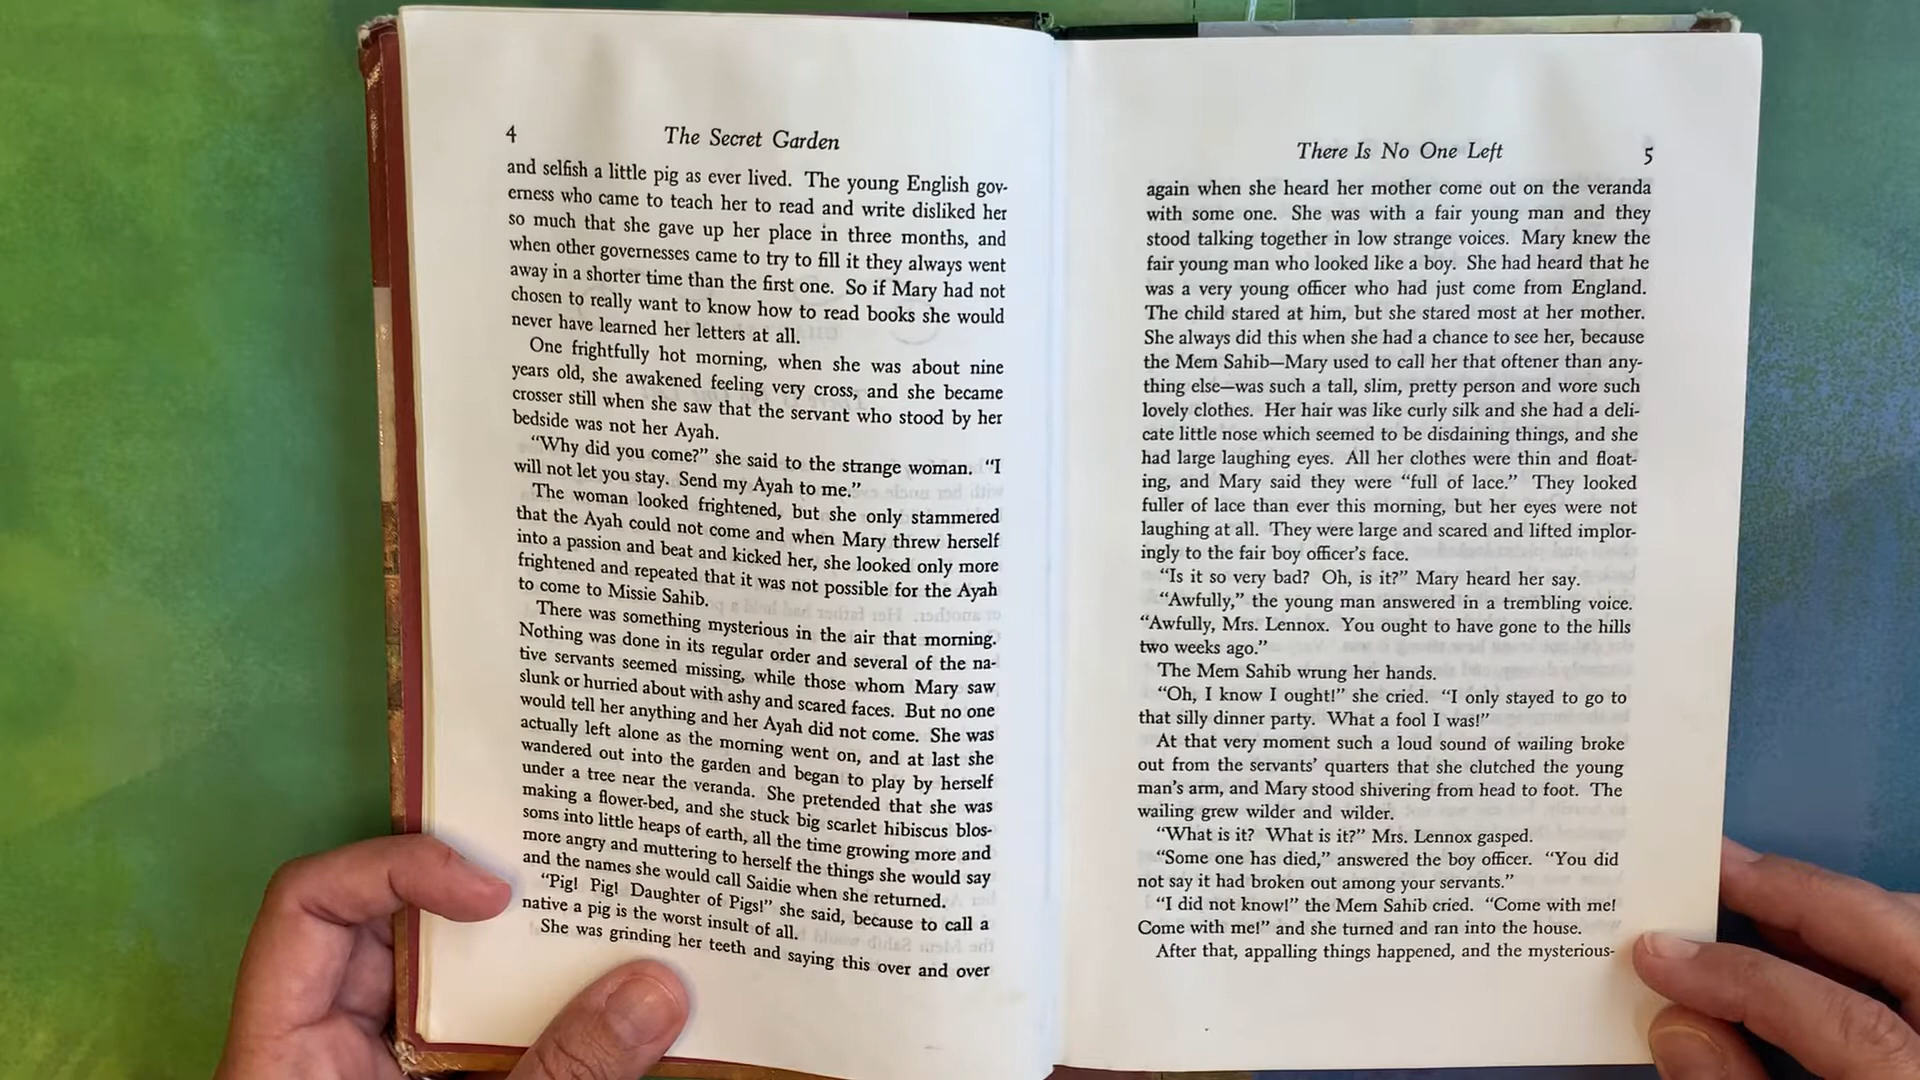 4
The Secret Garden
and selfish a little pig as ever lived. The young English gov-
erness who came to teach her to read and write disliked her
so much that she gave up her place in three months, and
when other governesses came to try to fill it they always went
away in a shorter time than the first one. So if Mary had not
chosen to really want to know how to read books she would
never have learned her letters at all.
One frightfully hot morning, when she was about nine
years old, she awakened feeling very cross, and she became
crosser still when she saw that the servant who stood by her
bedside was not her Ayah.
“Why did you come?” she said to the strange woman. “I
will not let you stay. Send my Ayah to me.”
The woman looked frightened, but she only stammered
that the Ayah could not come and when Mary threw herself
into a passion and beat and kicked her, she looked only more
frightened and repeated that it was not possible for the Ayah
to come to Missie Sahib.
There was something mysterious in the air that morning.
Nothing was done in its regular order and several of the na-
tive servants seemed missing, while those whom Mary saw
slunk or hurried about with ashy and scared faces. But no one
would tell her anything and her Ayah did not come. She was
actually left alone as the morning went on, and at last she
wandered out into the garden and began to play by herself
under a tree near the veranda. She pretended that she was
making a flower-bed, and she stuck big scarlet hibiscus blos-
soms into little heaps of earth, all the time growing more and
more angry and muttering to herself the things she would say
and the names she would call Saidie when she returned.
“Pig! Pig! Daughter of Pigs!” she said, because to call a
native a pig is the worst insult of all.
She was grinding her teeth and saying this over and over
There Is No One Left
5
again when she heard her mother come out on the veranda
with some one. She was with a fair young man and they
stood talking together in low strange voices. Mary knew the
fair young man who looked like a boy. She had heard that he
was a very young officer who had just come from England.
The child stared at him, but she stared most at her mother.
She always did this when she had a chance to see her, because
the Mem Sahib—Mary used to call her that oftener than any-
thing else—was such a tall, slim, pretty person and wore such
lovely clothes. Her hair was like curly silk and she had a deli-
cate little nose which seemed to be disdaining things, and she
had large laughing eyes. All her clothes were thin and float-
ing, and Mary said they were “full of lace.” They looked
fuller of lace than ever this morning, but her eyes were not
laughing at all. They were large and scared and lifted implor-
ingly to the fair boy officer’s face.
“Is it so very bad? Oh, is it?” Mary heard her say.
“Awfully,” the young man answered in a trembling voice.
“Awfully, Mrs. Lennox. You ought to have gone to the hills
two weeks ago.”
The Mem Sahib wrung her hands.
“Oh, I know I ought!” she cried. “I only stayed to go to
that silly dinner party. What a fool I was!”
At that very moment such a loud sound of wailing broke
out from the servants’ quarters that she clutched the young
man’s arm, and Mary stood shivering from head to foot. The
wailing grew wilder and wilder.
“What is it? What is it?” Mrs. Lennox gasped.
“Some one has died,” answered the boy officer. “You did
not say it had broken out among your servants.”
“I did not know!” the Mem Sahib cried. “Come with me!
Come with me!” and she turned and ran into the house.
After that, appalling things happened, and the mysterious-